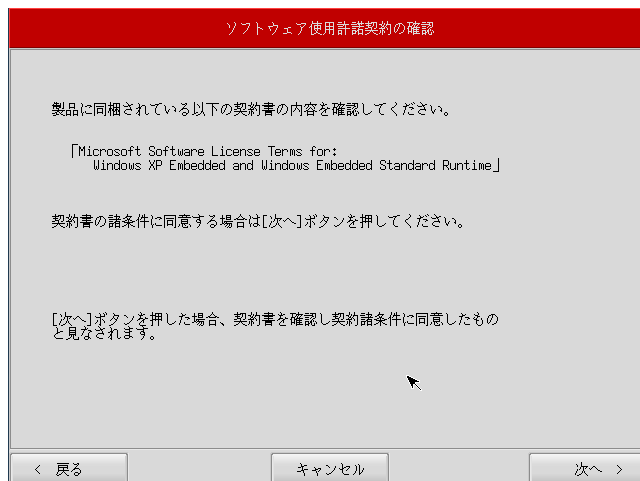 ソフトウェア使用許諾契約の確認
製品に同梱されている以下の契約書の内容を確認してください。
「Microsoft Software License Terms for:
Windows XP Embedded and Windows Embedded Standard Runtime」
契約書の諸条件に同意する場合は[次へ]ボタンを押してください。
[次へ]ボタンを押した場合、契約書を確認し契約諸条件に同意したもの
と見なされます。
< 戻る
キャンセル
次へ >